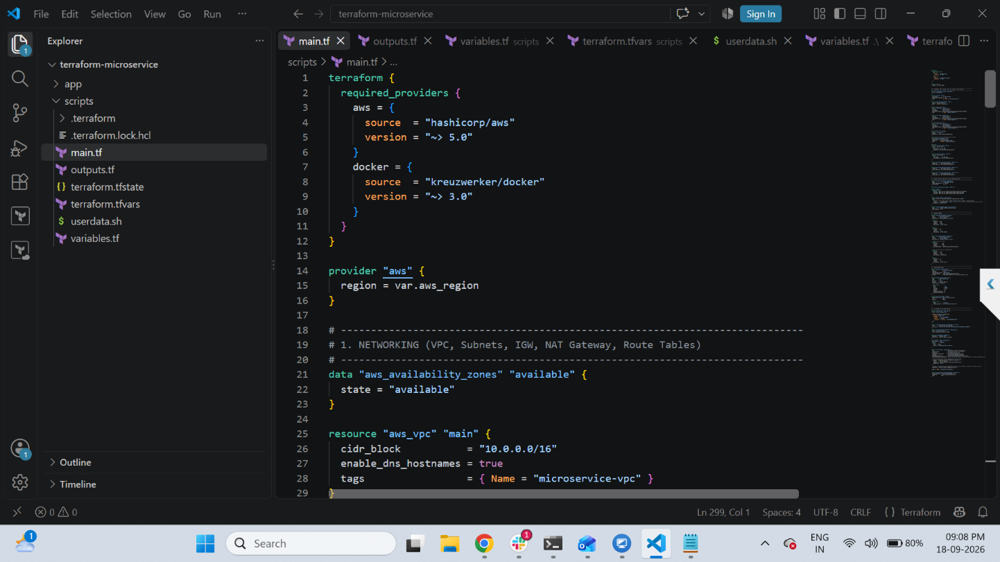 File Edit Selection View Go Run ···
terraform-microservice
Sign In
Explorer
terraform-microservice
app
scripts
.terraform
.terraform.lock.hcl
main.tf
outputs.tf
terraform.tfstate
terraform.tfvars
userdata.sh
variables.tf
Outline
Timeline
main.tf outputs.tf variables.tf scripts terraform.tfvars scripts userdata.sh variables.tf .\ terrafo
scripts > main.tf > ...
1 terraform {
2 required_providers {
3 aws = {
4 source = "hashicorp/aws"
5 version = "~> 5.0"
6 }
7 docker = {
8 source = "kreuzwerker/docker"
9 version = "~> 3.0"
10 }
11 }
12 }
13
14 provider "aws" {
15 region = var.aws_region
16 }
17
18 # -----------------------------------------------------------------------------
19 # 1. NETWORKING (VPC, Subnets, IGW, NAT Gateway, Route Tables)
20 # -----------------------------------------------------------------------------
21 data "aws_availability_zones" "available" {
22 state = "available"
23 }
24
25 resource "aws_vpc" "main" {
26 cidr_block = "10.0.0.0/16"
27 enable_dns_hostnames = true
28 tags = { Name = "microservice-vpc" }
29 }
1
1
0 0
Ln 299, Col 1 Spaces: 4 UTF-8 CRLF { } Terraform
1
Search
1
ENG
IN
80%
09:08 PM
18-09-2026